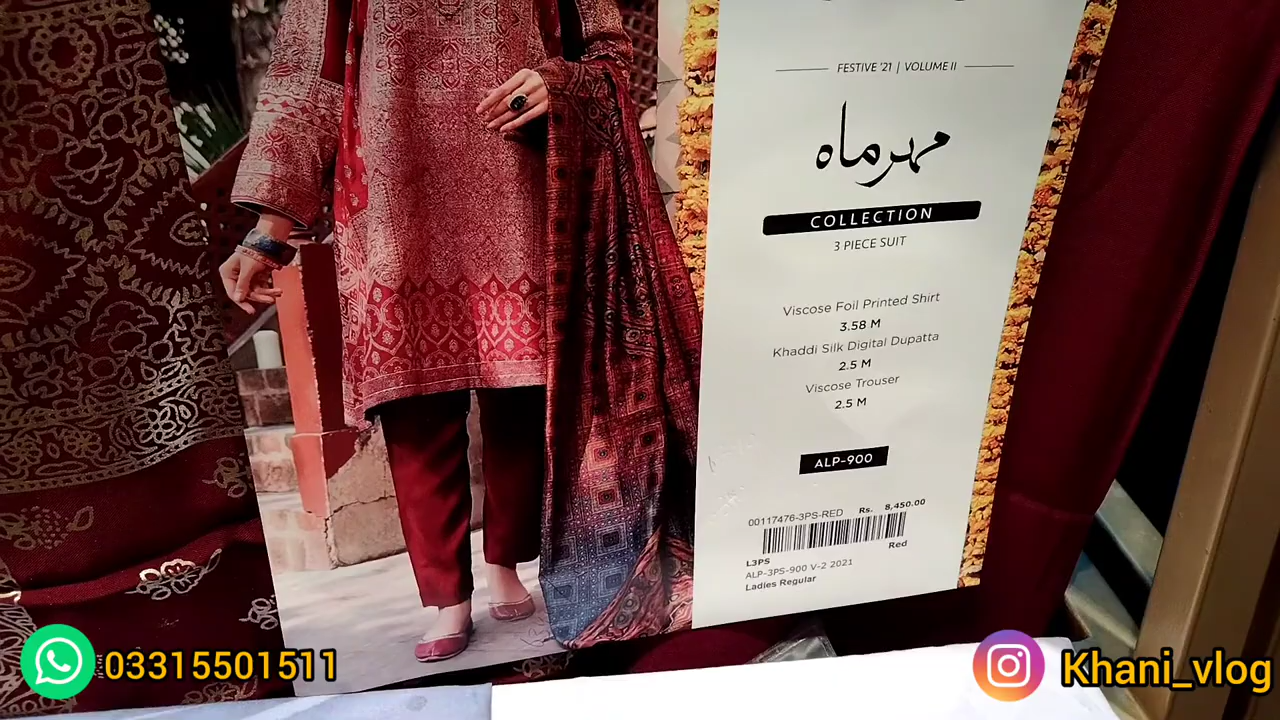 FESTIVE '21 | VOLUME II
مہرماہ
COLLECTION
3 PIECE SUIT
Viscose Foil Printed Shirt
3.58 M
Khaddi Silk Digital Dupatta
2.5 M
Viscose Trouser
2.5 M
ALP-900
00117476-3PS-RED Rs. 8,450.00
Red
L3PS
ALP-3PS-900 V-2 2021
Ladies Regular
03315501511
Khani_vlog